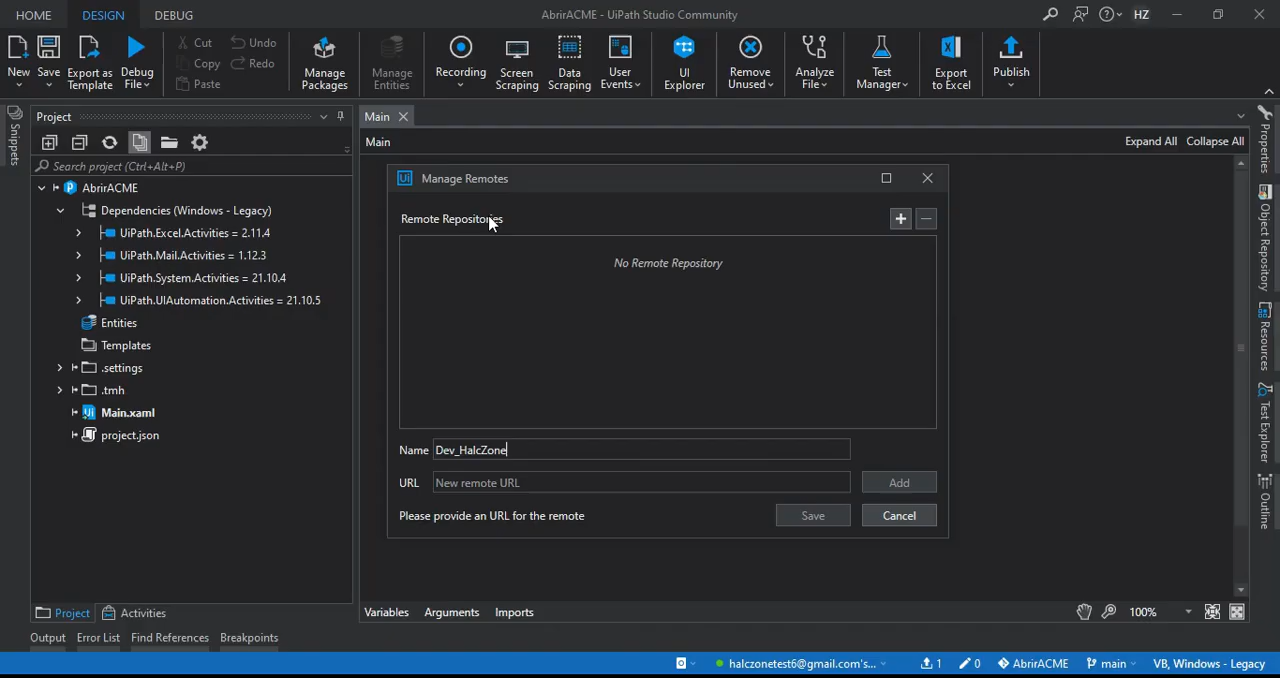 HOME DESIGN DEBUG AbrirACME - UiPath Studio Community HZ
New Save Export as Template Debug File Cut Copy Paste Undo Redo Manage Packages Manage Entities Recording Screen Scraping Data Scraping User Events UI Explorer Remove Unused Analyze File Test Manager Export to Excel Publish
Snippets
Project
Search project (Ctrl+Alt+P)
AbrirACME
Dependencies (Windows - Legacy)
UiPath.Excel.Activities = 2.11.4
UiPath.Mail.Activities = 1.12.3
UiPath.System.Activities = 21.10.4
UiPath.UIAutomation.Activities = 21.10.5
Entities
Templates
.settings
.tmh
Ui Main.xaml
project.json
Project Activities
Main
Main Expand All Collapse All
Ui Manage Remotes
Remote Repositories
No Remote Repository
Name Dev_HalcZone
URL New remote URL Add
Please provide an URL for the remote Save Cancel
Variables Arguments Imports 100%
Properties
Object Repository
Resources
Test Explorer
Outline
Output Error List Find References Breakpoints
halczonetest6@gmail.com's... 1 0 AbrirACME main VB, Windows - Legacy